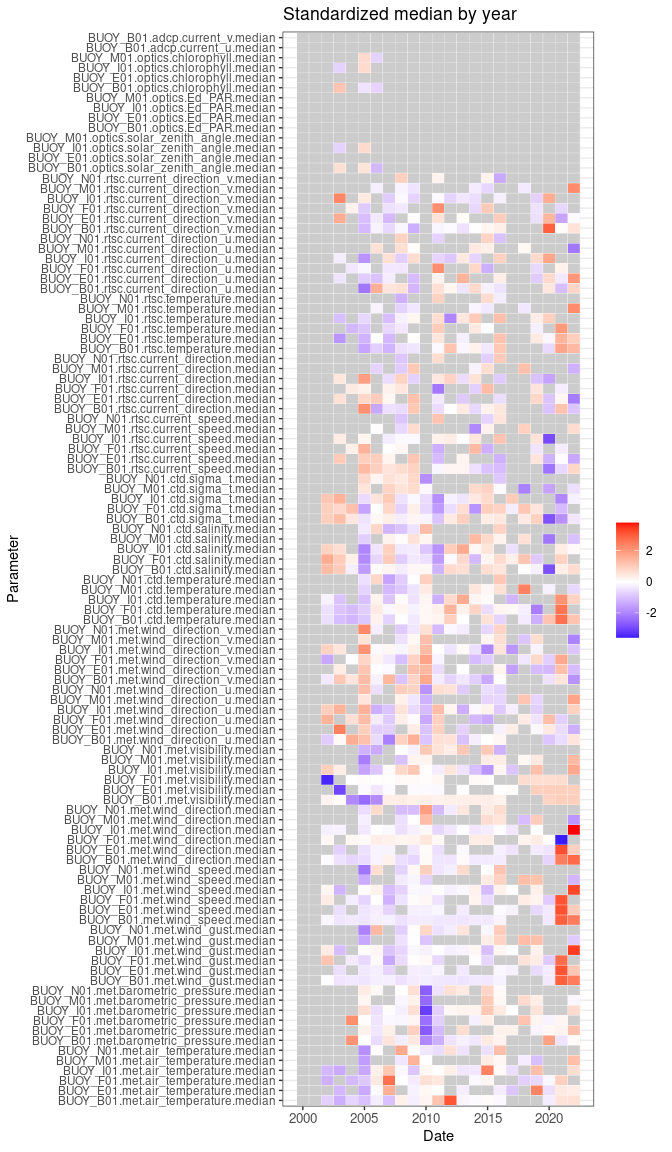 Standardized median by year
BUOY_B01.adcp.current_v.median
BUOY_B01.adcp.current_u.median
BUOY_M01.optics.chlorophyll.median
BUOY_I01.optics.chlorophyll.median
BUOY_E01.optics.chlorophyll.median
BUOY_B01.optics.chlorophyll.median
BUOY_M01.optics.Ed_PAR.median
BUOY_I01.optics.Ed_PAR.median
BUOY_E01.optics.Ed_PAR.median
BUOY_B01.optics.Ed_PAR.median
BUOY_M01.optics.solar_zenith_angle.median
BUOY_I01.optics.solar_zenith_angle.median
BUOY_E01.optics.solar_zenith_angle.median
BUOY_B01.optics.solar_zenith_angle.median
BUOY_N01.rtsc.current_direction_v.median
BUOY_M01.rtsc.current_direction_v.median
BUOY_I01.rtsc.current_direction_v.median
BUOY_F01.rtsc.current_direction_v.median
BUOY_E01.rtsc.current_direction_v.median
BUOY_B01.rtsc.current_direction_v.median
BUOY_N01.rtsc.current_direction_u.median
BUOY_M01.rtsc.current_direction_u.median
BUOY_I01.rtsc.current_direction_u.median
BUOY_F01.rtsc.current_direction_u.median
BUOY_E01.rtsc.current_direction_u.median
BUOY_B01.rtsc.current_direction_u.median
BUOY_N01.rtsc.temperature.median
BUOY_M01.rtsc.temperature.median
BUOY_I01.rtsc.temperature.median
BUOY_F01.rtsc.temperature.median
BUOY_E01.rtsc.temperature.median
BUOY_B01.rtsc.temperature.median
BUOY_N01.rtsc.current_direction.median
BUOY_M01.rtsc.current_direction.median
BUOY_I01.rtsc.current_direction.median
BUOY_F01.rtsc.current_direction.median
BUOY_E01.rtsc.current_direction.median
BUOY_B01.rtsc.current_direction.median
BUOY_N01.rtsc.current_speed.median
BUOY_M01.rtsc.current_speed.median
BUOY_I01.rtsc.current_speed.median
BUOY_F01.rtsc.current_speed.median
BUOY_E01.rtsc.current_speed.median
BUOY_B01.rtsc.current_speed.median
BUOY_N01.ctd.sigma_t.median
BUOY_M01.ctd.sigma_t.median
BUOY_I01.ctd.sigma_t.median
BUOY_F01.ctd.sigma_t.median
BUOY_B01.ctd.sigma_t.median
BUOY_N01.ctd.salinity.median
BUOY_M01.ctd.salinity.median
BUOY_I01.ctd.salinity.median
BUOY_F01.ctd.salinity.median
BUOY_B01.ctd.salinity.median
BUOY_N01.ctd.temperature.median
BUOY_M01.ctd.temperature.median
BUOY_I01.ctd.temperature.median
BUOY_F01.ctd.temperature.median
BUOY_B01.ctd.temperature.median
BUOY_N01.met.wind_direction_v.median
BUOY_M01.met.wind_direction_v.median
BUOY_I01.met.wind_direction_v.median
BUOY_F01.met.wind_direction_v.median
BUOY_E01.met.wind_direction_v.median
BUOY_B01.met.wind_direction_v.median
BUOY_N01.met.wind_direction_u.median
BUOY_M01.met.wind_direction_u.median
BUOY_I01.met.wind_direction_u.median
BUOY_F01.met.wind_direction_u.median
BUOY_E01.met.wind_direction_u.median
BUOY_B01.met.wind_direction_u.median
BUOY_N01.met.visibility.median
BUOY_M01.met.visibility.median
BUOY_I01.met.visibility.median
BUOY_F01.met.visibility.median
BUOY_E01.met.visibility.median
BUOY_B01.met.visibility.median
BUOY_N01.met.wind_direction.median
BUOY_M01.met.wind_direction.median
BUOY_I01.met.wind_direction.median
BUOY_F01.met.wind_direction.median
BUOY_E01.met.wind_direction.median
BUOY_B01.met.wind_direction.median
BUOY_N01.met.wind_speed.median
BUOY_M01.met.wind_speed.median
BUOY_I01.met.wind_speed.median
BUOY_F01.met.wind_speed.median
BUOY_E01.met.wind_speed.median
BUOY_B01.met.wind_speed.median
BUOY_N01.met.wind_gust.median
BUOY_M01.met.wind_gust.median
BUOY_I01.met.wind_gust.median
BUOY_F01.met.wind_gust.median
BUOY_E01.met.wind_gust.median
BUOY_B01.met.wind_gust.median
BUOY_N01.met.barometric_pressure.median
BUOY_M01.met.barometric_pressure.median
BUOY_I01.met.barometric_pressure.median
BUOY_F01.met.barometric_pressure.median
BUOY_E01.met.barometric_pressure.median
BUOY_B01.met.barometric_pressure.median
BUOY_N01.met.air_temperature.median
BUOY_M01.met.air_temperature.median
BUOY_I01.met.air_temperature.median
BUOY_F01.met.air_temperature.median
BUOY_E01.met.air_temperature.median
BUOY_B01.met.air_temperature.median
Parameter
2000 2005 2010 2015 2020
Date
2
0
-2